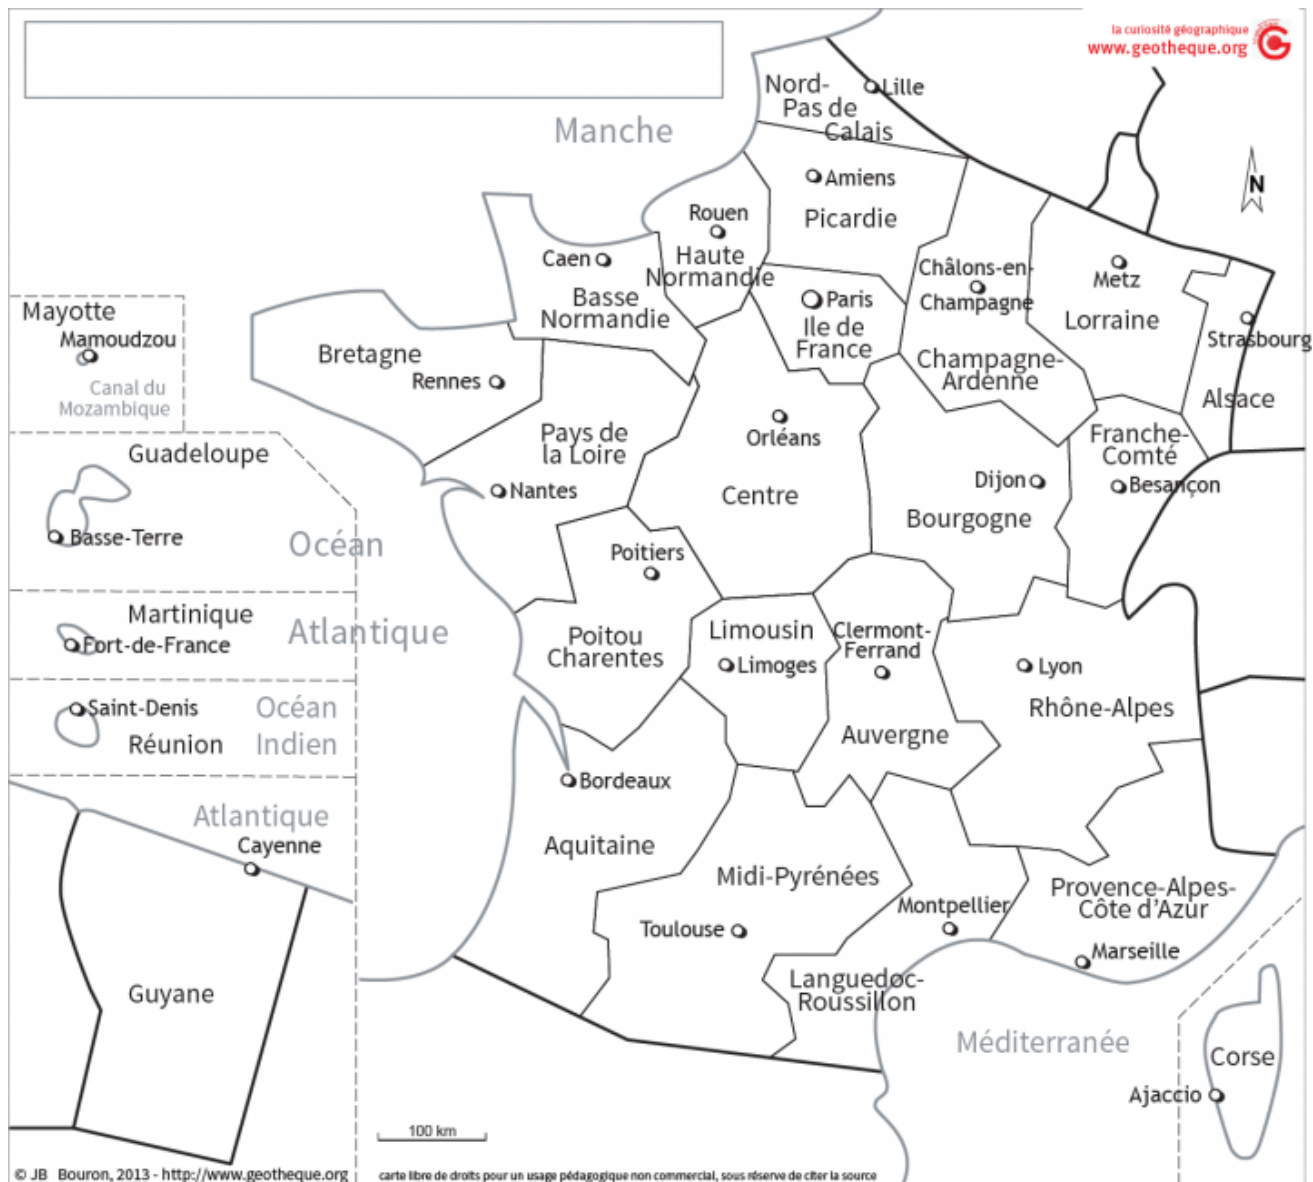 la curiosité géographique
www.geotheque.org
Nord-
Pas de
Calais
Lille
Manche
Amiens
Picardie
N
Rouen
Haute
Normandie
Caen
Basse
Normandie
Châlons-en-
Champagne
Champagne-
Ardenne
Metz
Lorraine
Paris
Ile de
France
Strasbourg
Alsace
Mayotte
Mamoudzou
Canal du
Mozambique
Bretagne
Rennes
Pays de
la Loire
Nantes
Orléans
Centre
Dijon
Bourgogne
Franche-
Comté
Besançon
Guadeloupe
Basse-Terre
Océan
Atlantique
Martinique
Fort-de-France
Saint-Denis
Réunion
Océan
Indien
Poitiers
Poitou
Charentes
Limousin
Limoges
Clermont-
Ferrand
Auvergne
Lyon
Rhône-Alpes
Bordeaux
Aquitaine
Midi-Pyrénées
Toulouse
Montpellier
Languedoc-
Roussillon
Provence-Alpes-
Côte d'Azur
Marseille
Atlantique
Cayenne
Guyane
Méditerranée
Corse
Ajaccio
100 km
© JB Bouron, 2013 - http://www.geotheque.org
carte libre de droits pour un usage pédagogique non commercial, sous réserve de citer la source